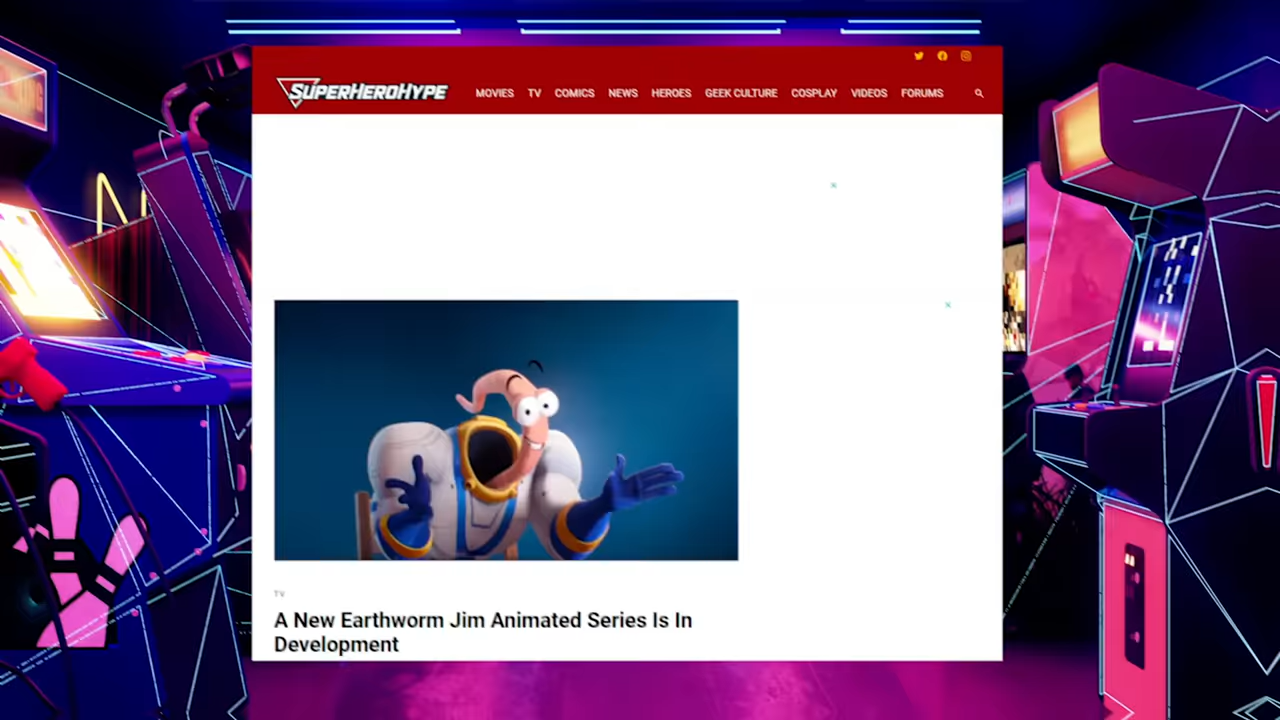 SUPERHEROHYPE
MOVIES TV COMICS NEWS HEROES GEEK CULTURE COSPLAY VIDEOS FORUMS
TV
A New Earthworm Jim Animated Series Is In
Development